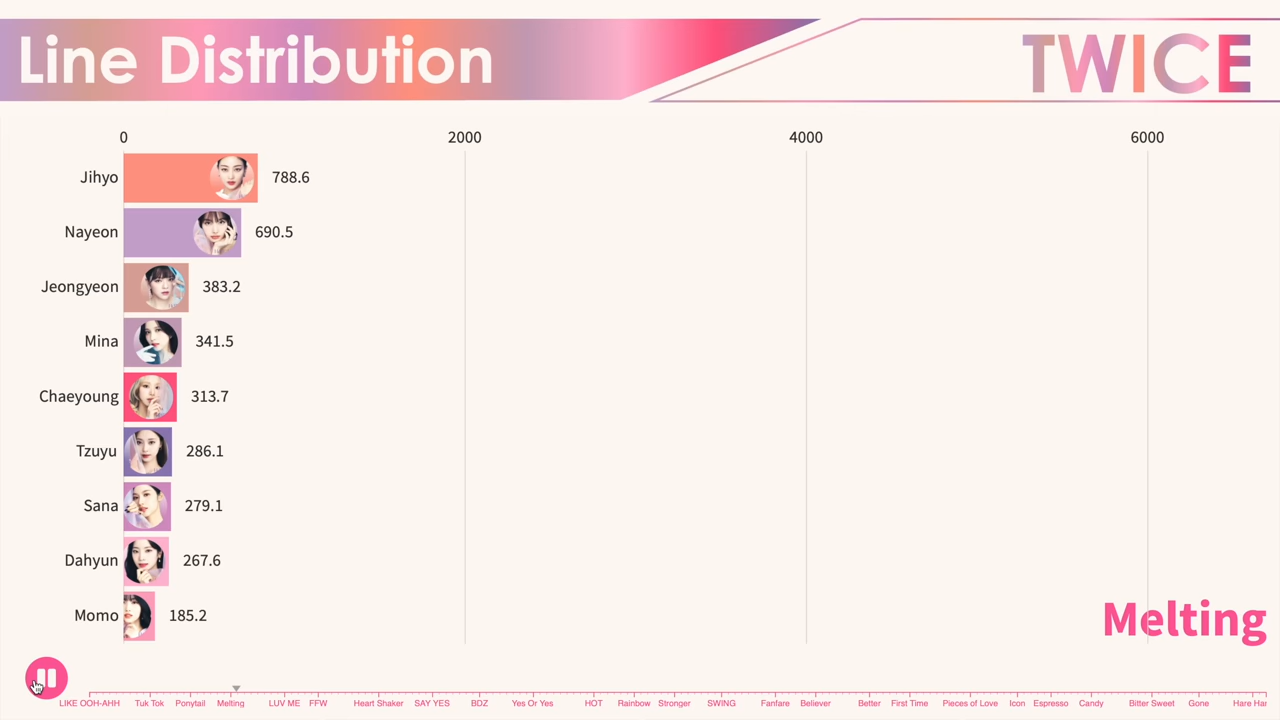 Line Distribution
TWICE
0 2000 4000 6000
Jihyo 788.6
Nayeon 690.5
Jeongyeon 383.2
Mina 341.5
Chaeyoung 313.7
Tzuyu 286.1
Sana 279.1
Dahyun 267.6
Momo 185.2
Melting
LIKE OOH-AHH Tuk Tok Ponytail Melting LUV ME FFW Heart Shaker SAY YES BDZ Yes Or Yes HOT Rainbow Stronger SWING Fanfare Believer Better First Time Pieces of Love Icon Espresso Candy Bitter Sweet Gone Hare Har